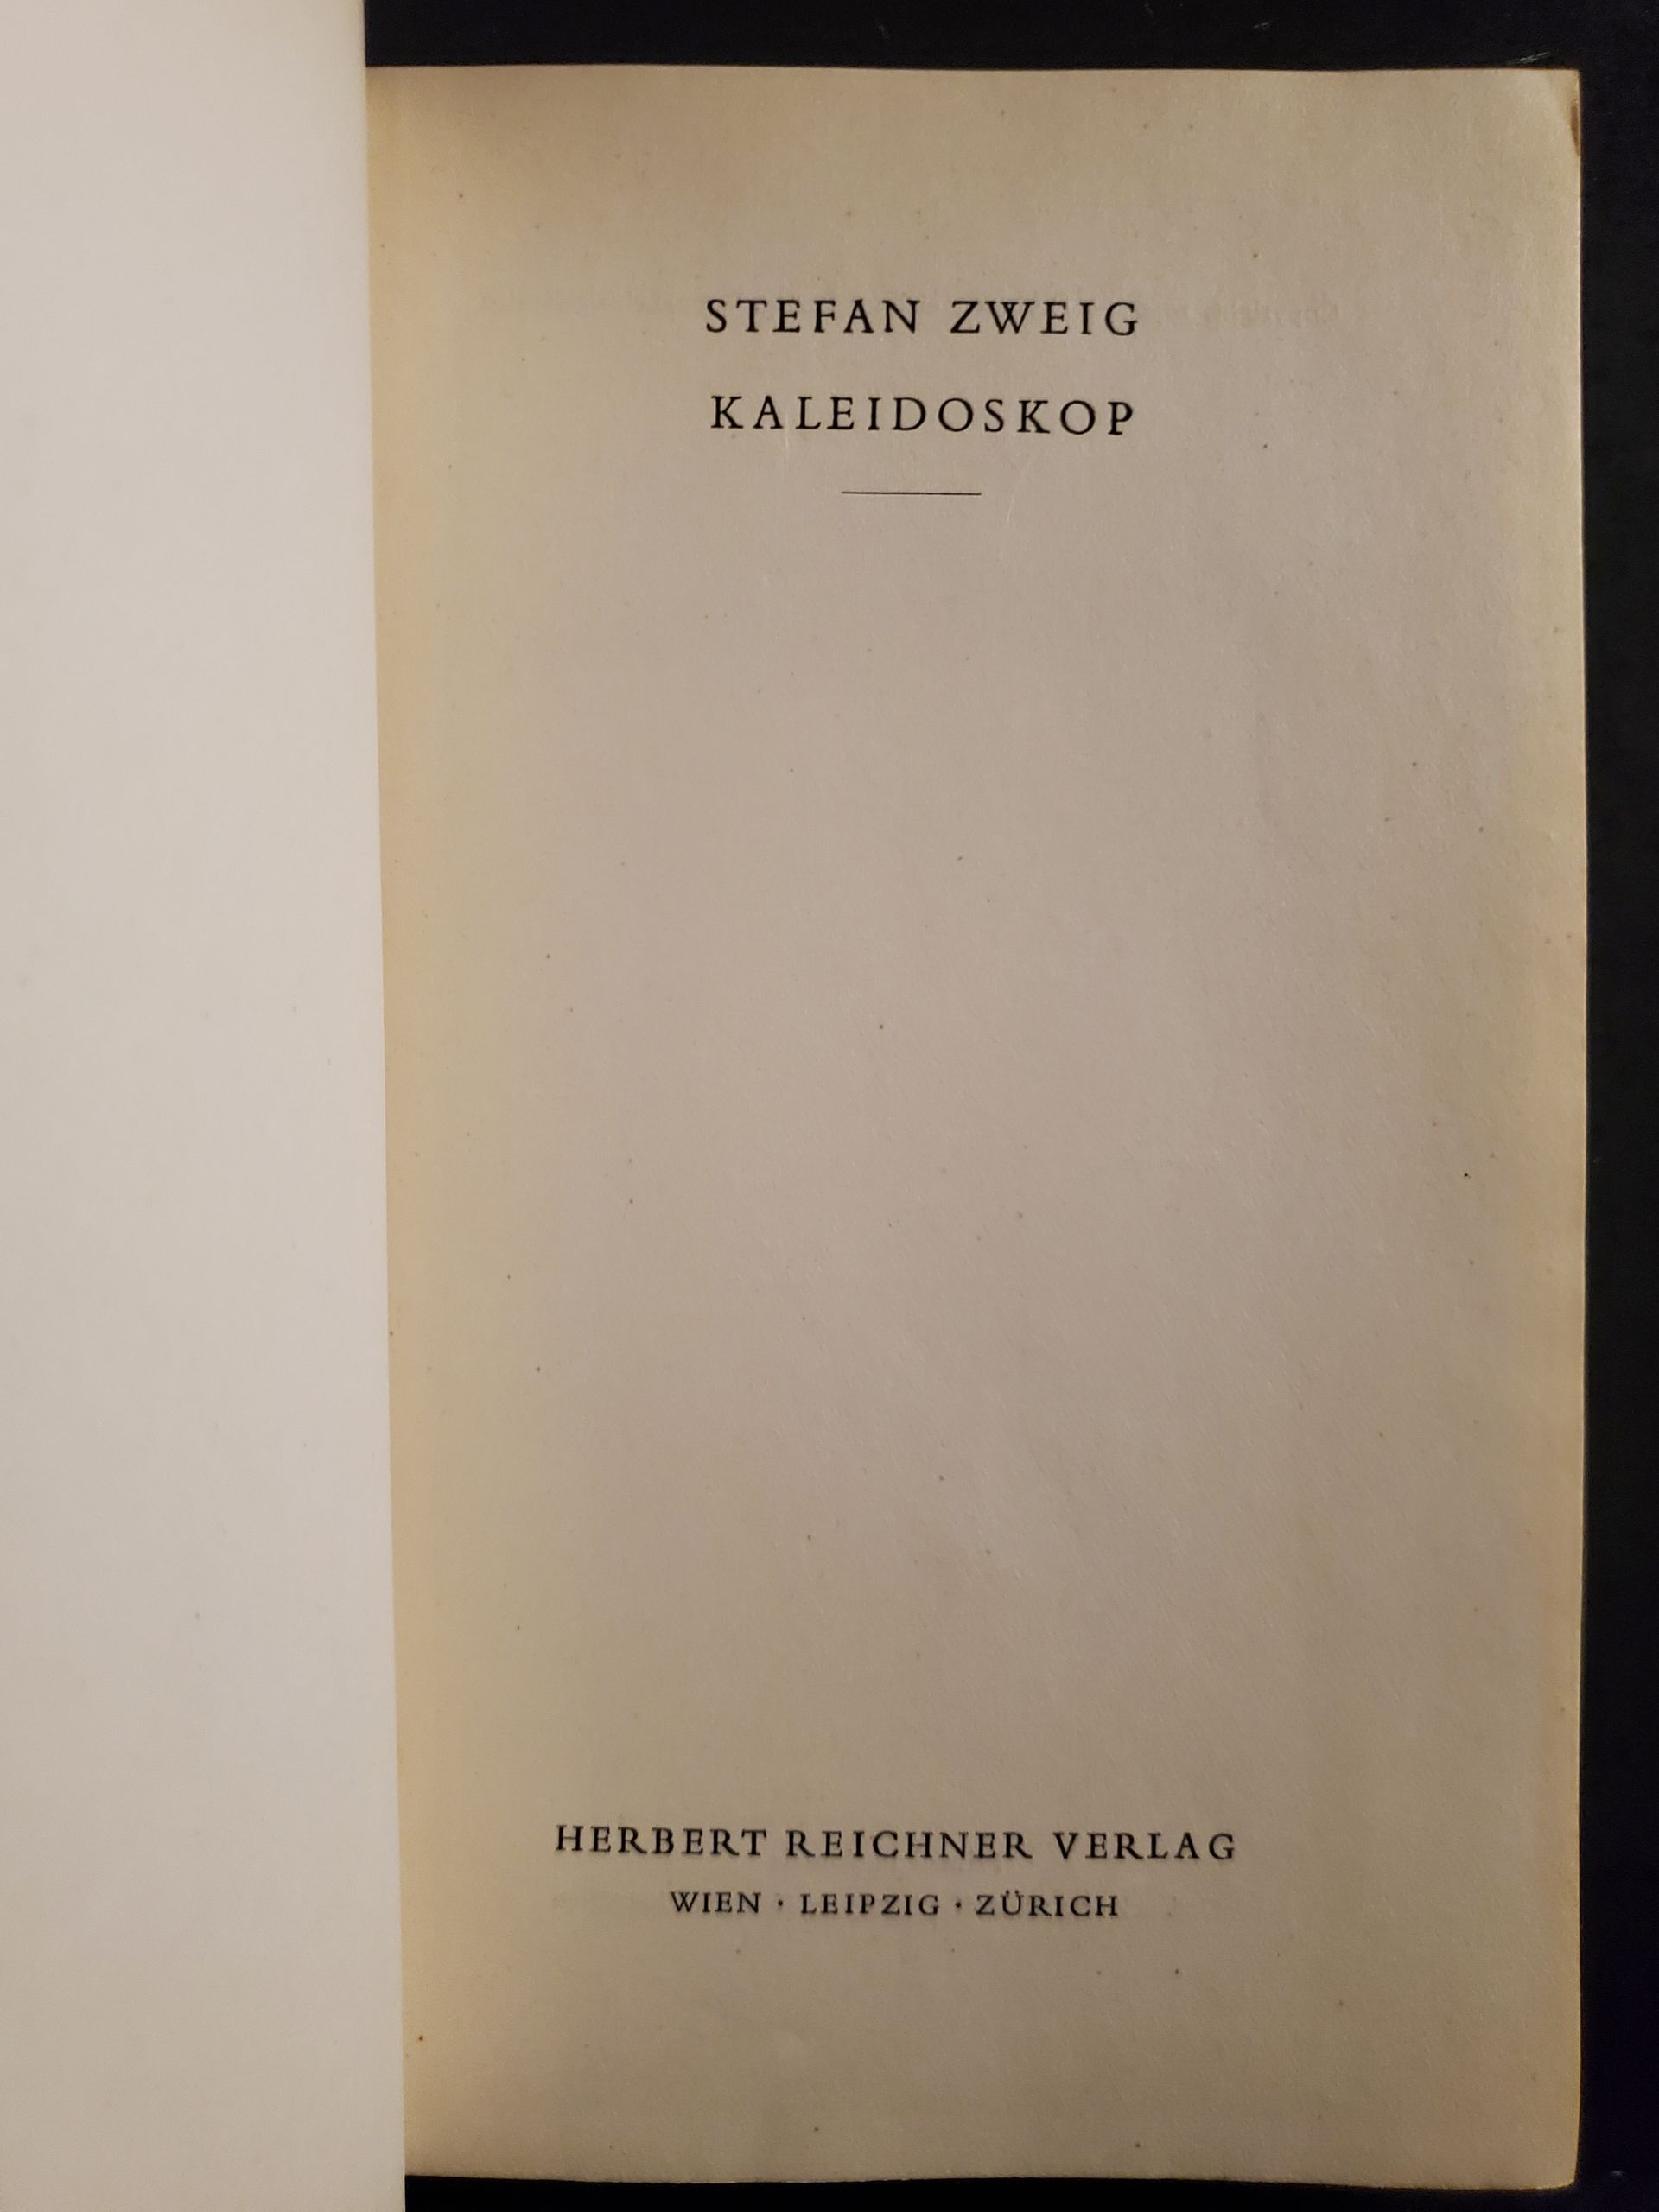 STEFAN ZWEIG
KALEIDOSKOP
HERBERT REICHNER VERLAG
WIEN · LEIPZIG · ZÜRICH